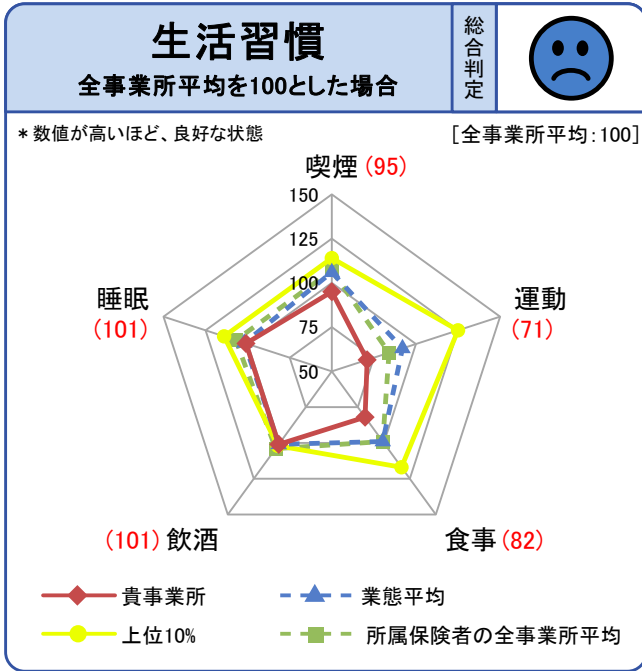 生活習慣
全事業所平均を100とした場合
総合判定
*数値が高いほど、良好な状態
[全事業所平均:100]
喫煙(95)
150
125
100
75
50
睡眠
(101)
運動
(71)
(101)飲酒
食事(82)
貴事業所
業態平均
上位10%
所属保険者の全事業所平均